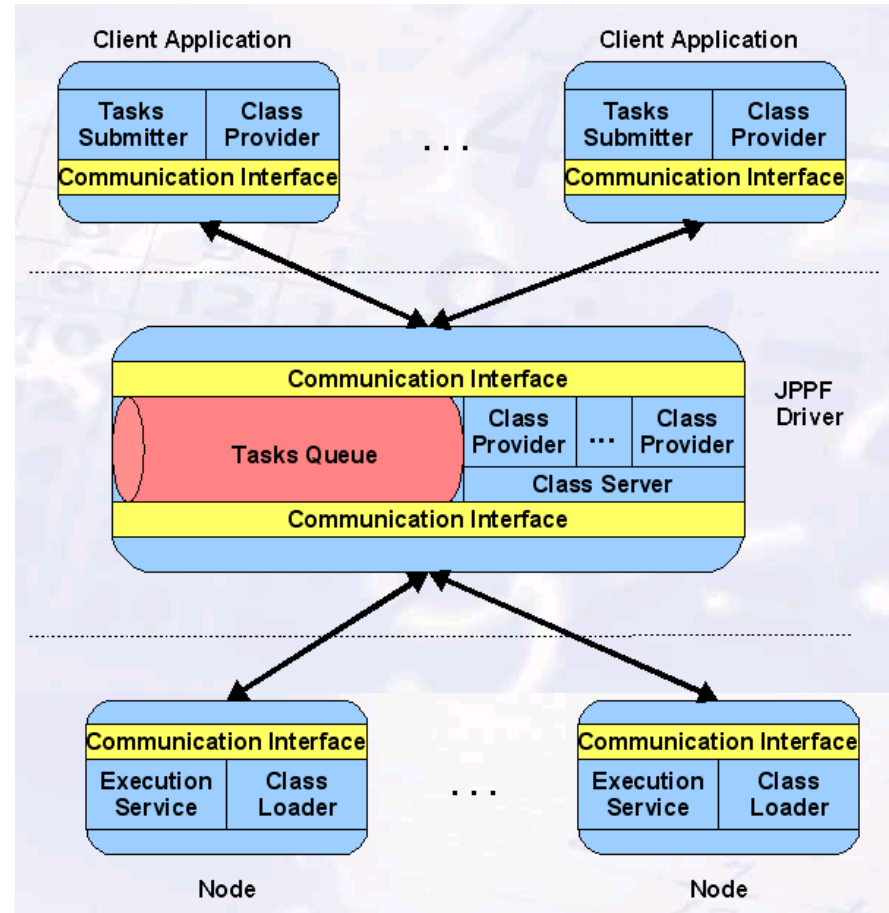 Client Application
Client Application
Tasks Submitter
Class Provider
Communication Interface
. . .
Tasks Submitter
Class Provider
Communication Interface
Communication Interface
Tasks Queue
Class Provider
...
Class Provider
Class Server
Communication Interface
JPPF Driver
Communication Interface
Execution Service
Class Loader
. . .
Communication Interface
Execution Service
Class Loader
Node
Node